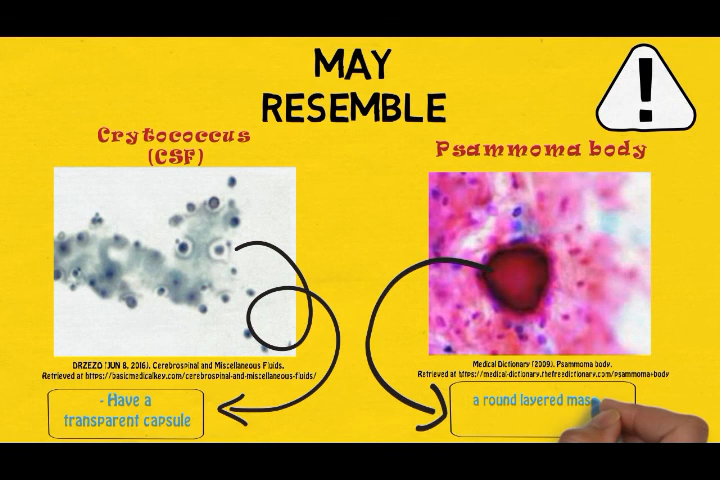 MAY
RESEMBLE
!
Crytococcus
(CSF)
Psammoma body
DRZEZO (JUN 8, 2016). Cerebrospinal and Miscellaneous Fluids.
Retrieved at https://basicmedicalkey.com/cerebrospinal-and-miscellaneous-fluids/
Medical Dictionary (2009). Psammoma body.
Retrieved at https://medical-dictionary.thefreedictionary.com/psammoma+body
- Have a
transparent capsule
a round layered mas